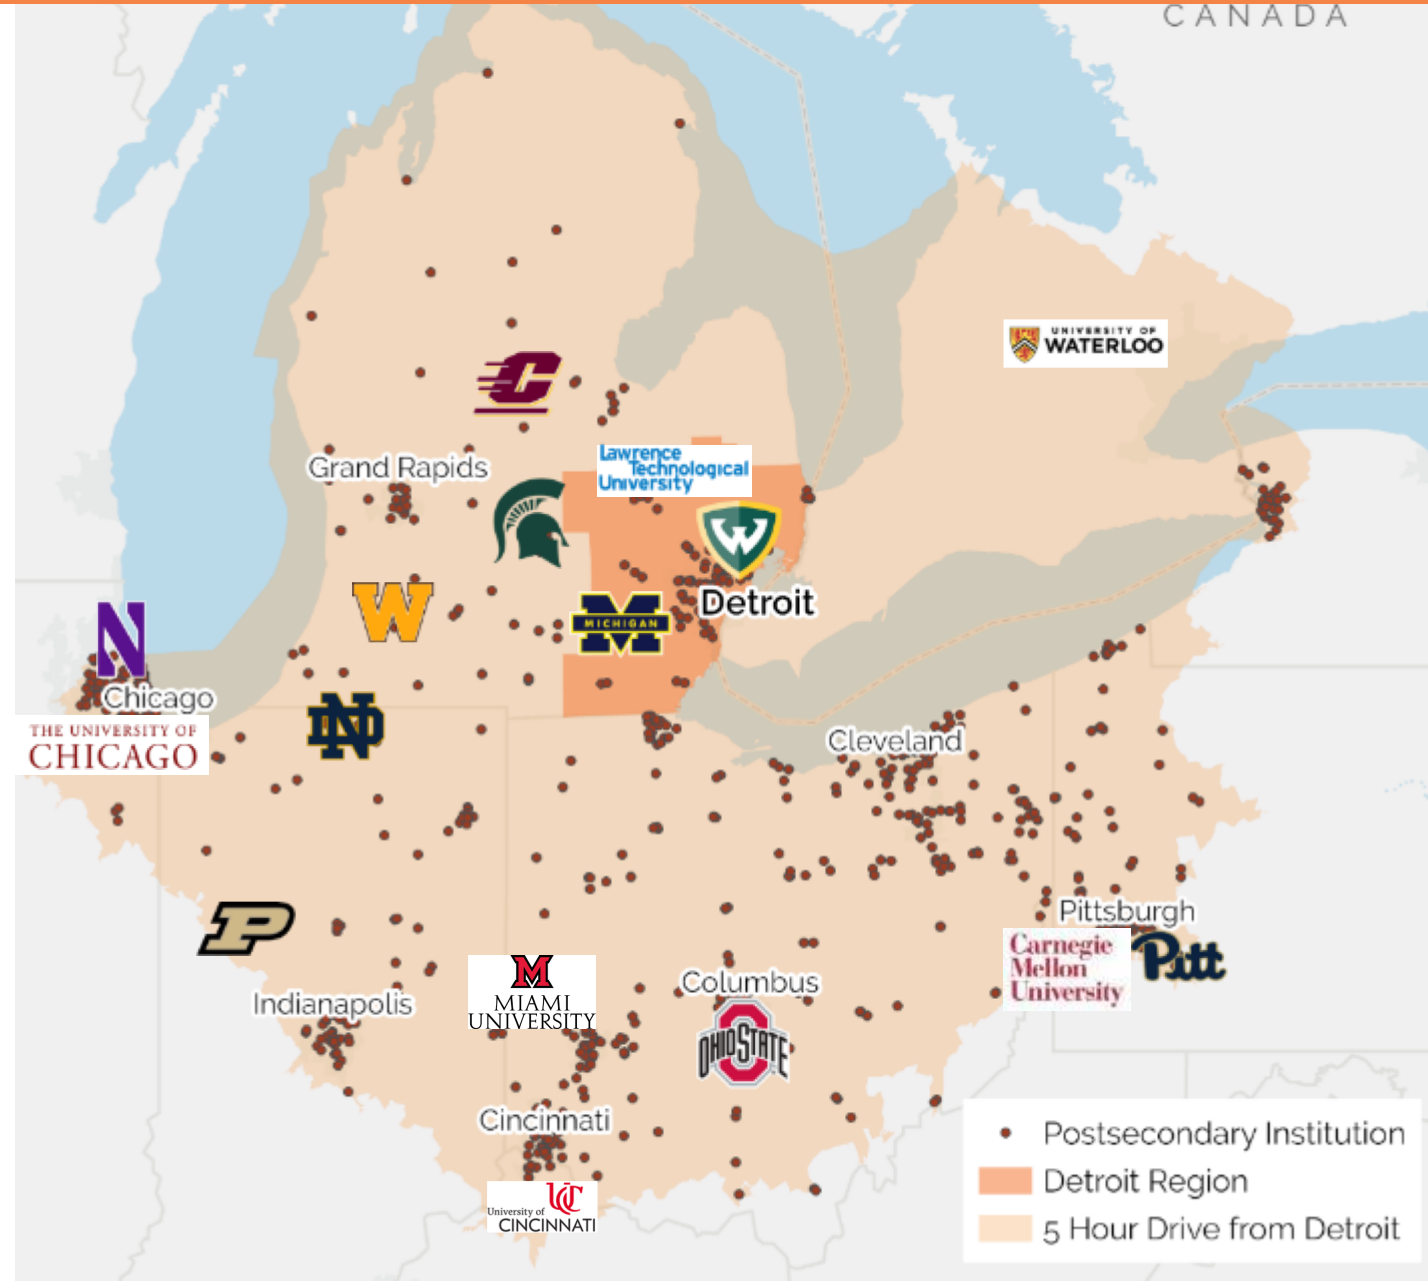 CANADA
UNIVERSITY OF
WATERLOO
C
Lawrence
Technological
University
Grand Rapids
W
Detroit
W
MICHIGAN
N
Chicago
THE UNIVERSITY OF
CHICAGO
ND
Cleveland
P
Pittsburgh
Carnegie
Mellon
University
Pitt
M
MIAMI
UNIVERSITY
Columbus
OHIO STATE
Indianapolis
Cincinnati
UC
University of
CINCINNATI
Postsecondary Institution
Detroit Region
5 Hour Drive from Detroit